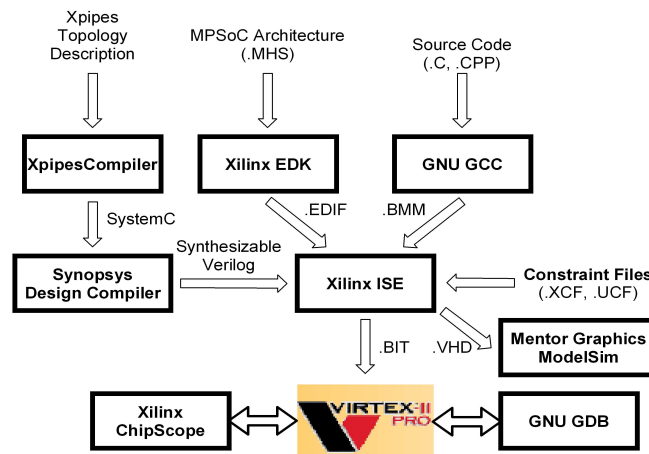 Xpipes
Topology
Description
MPSoC Architecture
(.MHS)
Source Code
(.C, .CPP)
XpipesCompiler
Xilinx EDK
GNU GCC
SystemC
.EDIF
.BMM
Synopsys
Design Compiler
Synthesizable
Verilog
Xilinx ISE
Constraint Files
(.XCF, .UCF)
.BIT
.VHD
Mentor Graphics
ModelSim
Xilinx
ChipScope
VIRTEX-II
PRO
GNU GDB